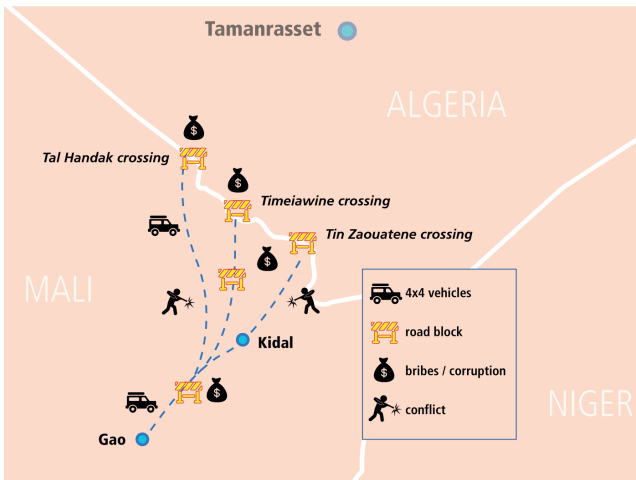 Tamanrasset
ALGERIA
Tal Handak crossing
Timeiawine crossing
Tin Zaouatene crossing
MALI
4x4 vehicles
road block
Kidal
bribes / corruption
NIGER
conflict
Gao
$
$
$
$
$